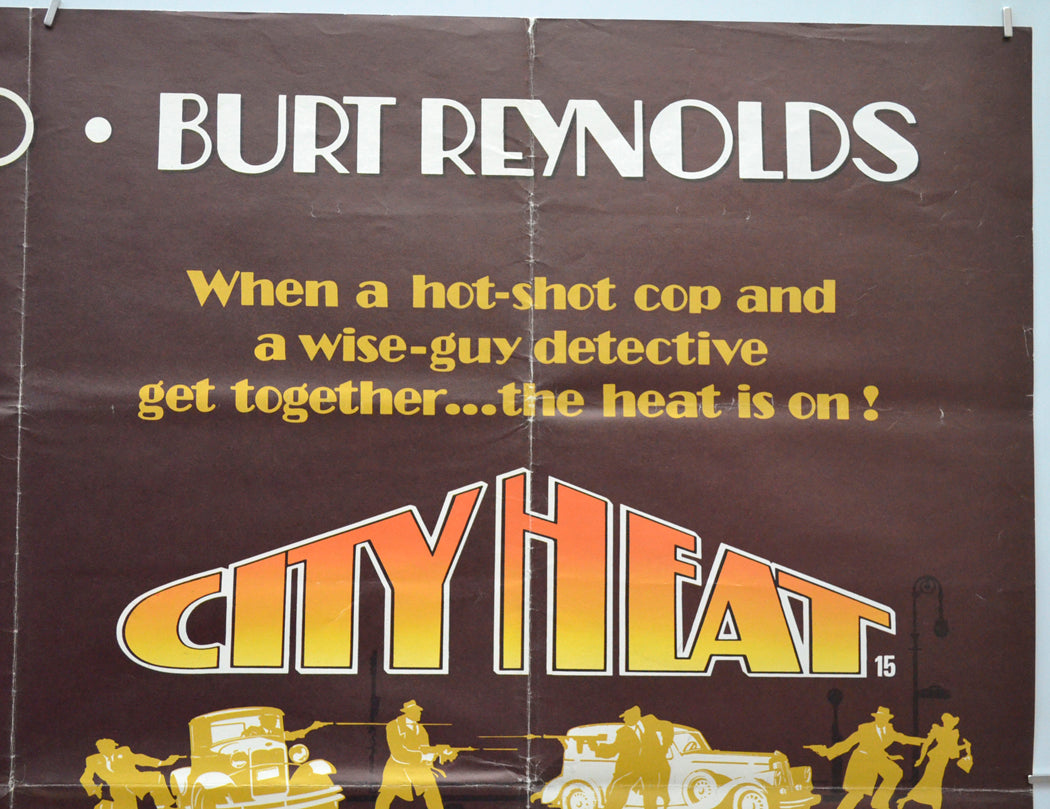 • BURT REYNOLDS
When a hot-shot cop and
a wise-guy detective
get together...the heat is on!
CITY HEAT 15